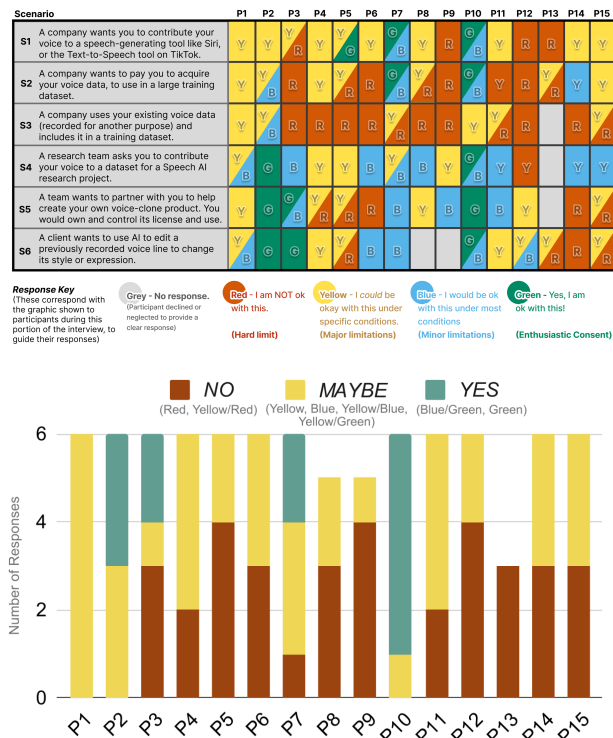 Scenario P1 P2 P3 P4 P5 P6 P7 P8 P9 P10 P11 P12 P13 P14 P15
S1 A company wants you to contribute your voice to a speech-generating tool like Siri, or the Text-to-Speech tool on TikTok. Y Y Y R Y Y G Y G B Y R G B Y R R Y Y
S2 A company wants to pay you to acquire your voice data, to use in a large training dataset. Y Y B R Y Y R R G B R R G B R R Y R Y Y
S3 A company uses your existing voice data (recorded for another purpose) and includes it in a training dataset. Y Y B R R R R Y R R R Y Y R R R Y R
S4 A research team asks you to contribute your voice to a dataset for a Speech AI research project. Y B G B Y Y B Y B B Y G B Y Y Y Y
S5 A team wants to partner with you to help create your own voice-clone product. You would own and control its license and use. Y G G B Y R Y R R B Y B G B Y R Y R
S6 A client wants to use AI to edit a previously recorded voice line to change its style or expression. Y B G G Y Y R B B G B Y Y B Y R R Y R
Response Key
(These correspond with
the graphic shown to
participants during this
portion of the interview, to
guide their responses)
Grey - No response.
(Participant declined or
neglected to provide a
clear response)
Red - I am NOT ok
with this.
(Hard limit)
Yellow - I could be
okay with this under
specific conditions.
(Major limitations)
Blue - I would be ok
with this under most
conditions
(Minor limitations)
Green - Yes, I am
ok with this!
(Enthusiastic Consent)
NO
(Red, Yellow/Red)
MAYBE
(Yellow, Blue, Yellow/Blue,
Yellow/Green)
YES
(Blue/Green, Green)
Number of Responses
6
4
2
0
P1 P2 P3 P4 P5 P6 P7 P8 P9 P10 P11 P12 P13 P14 P15